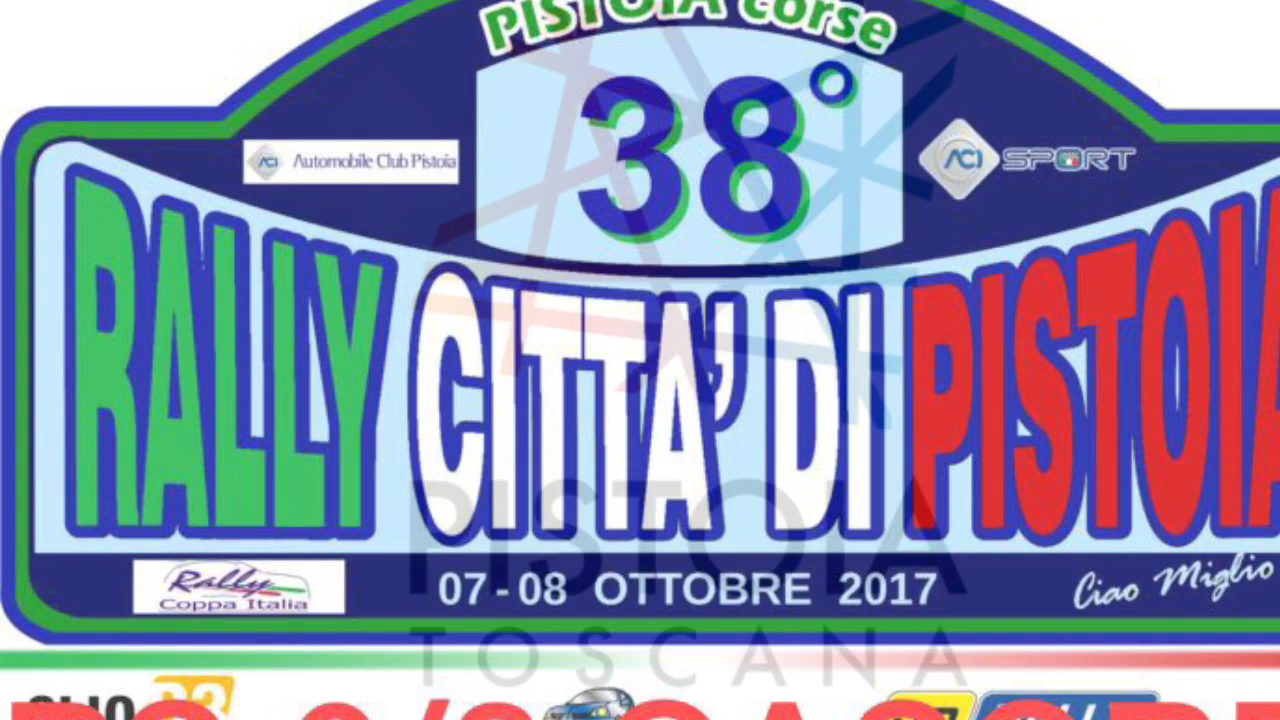 PISTOIA corse
38°
ACI Automobile Club Pistoia
ACI SPORT
RALLY CITTA' DI PISTOIA
PISTOIA
Rally
Coppa Italia
07-08 OTTOBRE 2017
Ciao Miglio
TOSCANA